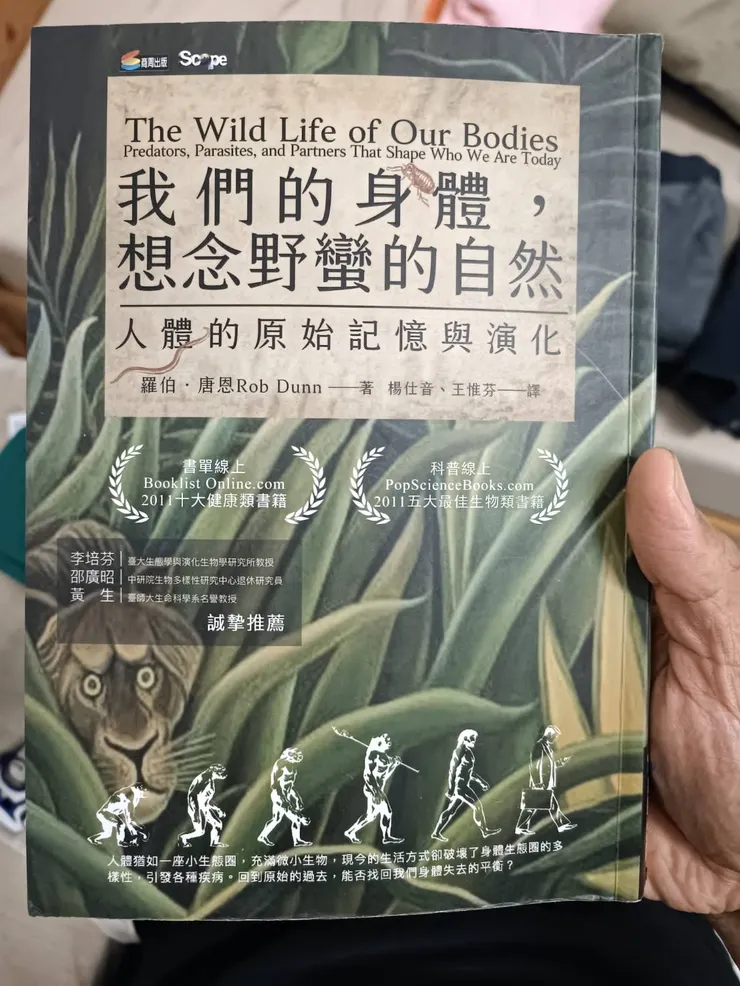 商周出版 Scope
The Wild Life of Our Bodies
Predators, Parasites, and Partners That Shape Who We Are Today
我們的身體，
想念野蠻的自然
人體的原始記憶與演化
羅伯・唐恩Rob Dunn──著 楊仕音、王惟芬──譯
書單線上
Booklist Online.com
2011十大健康類書籍
科普線上
PopScienceBooks.com
2011五大最佳生物類書籍
李培芬│臺大生態學與演化生物學研究所教授
邵廣昭│中研院生物多樣性研究中心退休研究員
黃 生│臺師大生命科學系名譽教授
誠摯推薦
人體猶如一座小生態圈，充滿微小生物，現今的生活方式卻破壞了身體生態圈的多
樣性，引發各種疾病。回到原始的過去，能否找回我們身體失去的平衡？